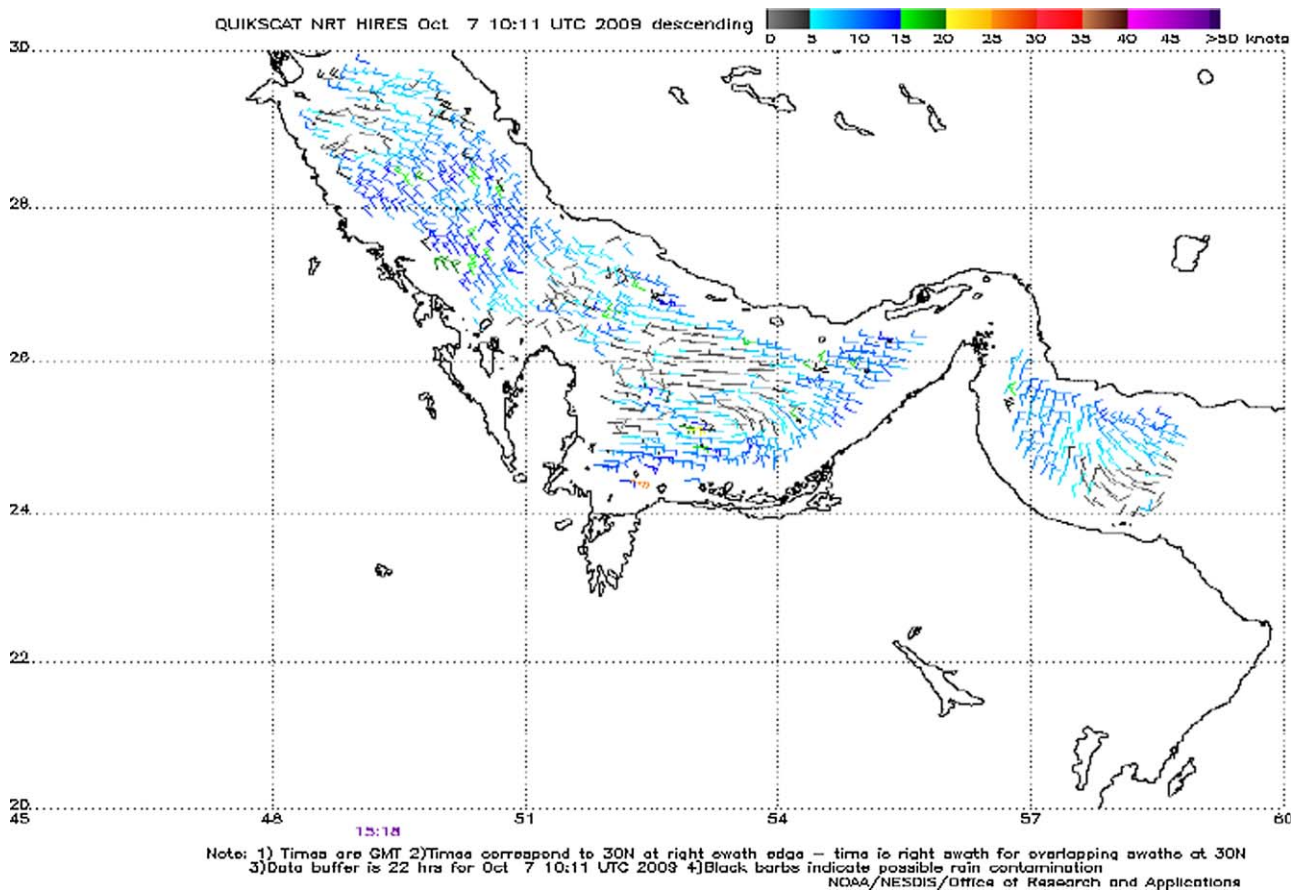 QUIKSCAT NRT HIRES Oct 7 10:11 UTC 2009 descending
0 5 10 15 20 25 30 35 40 45 >50 knots
30
28
26
24
22
20
45 48 51 54 57 60
15:18
Note: 1) Times are GMT 2)Times correspond to 30N at right swath edge – time is right swath for overlapping swaths at 30N
3)Data buffer is 22 hrs for Oct 7 10:11 UTC 2009 4)Black barbs indicate possible rain contamination
NOAA/NESDIS/Office of Research and Applications